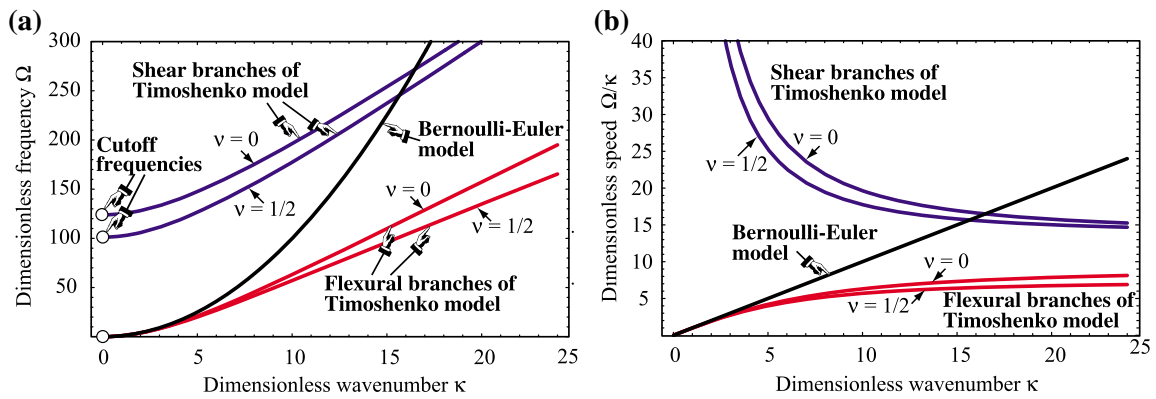 (a)
Dimensionless frequency Ω
300
250
200
150
100
50
0
0
5
10
15
20
25
Dimensionless wavenumber κ
Shear branches of
Timoshenko model
Cutoff
frequencies
ν = 0
ν = 1/2
Bernoulli-Euler
model
ν = 0
ν = 1/2
Flexural branches of
Timoshenko model
(b)
Dimensionless speed Ω/κ
40
35
30
25
20
15
10
5
0
5
10
15
20
25
Dimensionless wavenumber κ
Shear branches of
Timoshenko model
ν = 0
ν = 1/2
Bernoulli-Euler
model
ν = 0
ν = 1/2
Flexural branches of
Timoshenko model